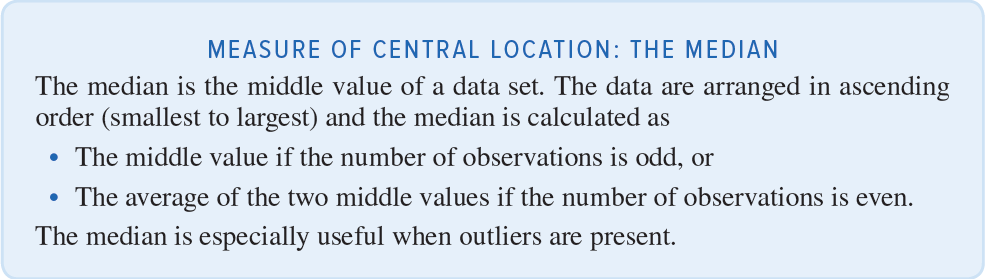 MEASURE OF CENTRAL LOCATION: THE MEDIAN
The median is the middle value of a data set. The data are arranged in ascending
order (smallest to largest) and the median is calculated as
• The middle value if the number of observations is odd, or
• The average of the two middle values if the number of observations is even.
The median is especially useful when outliers are present.